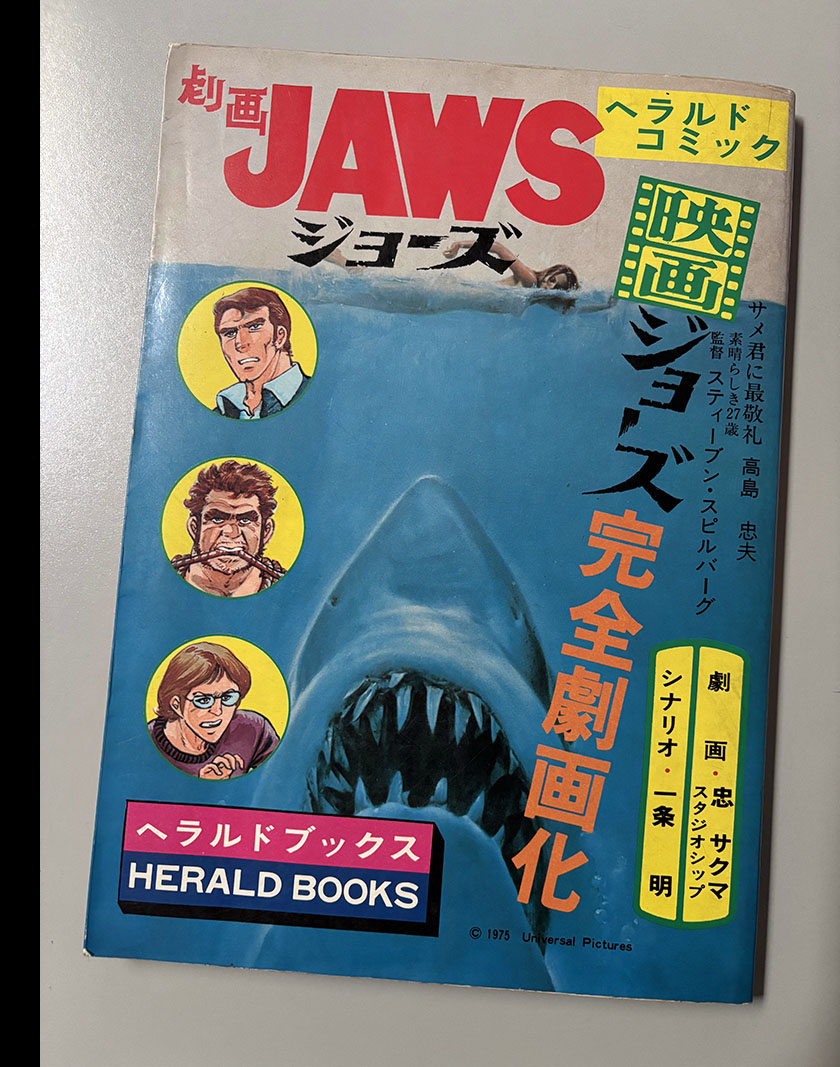 劇画
JAWS
ジョーズ
ヘラルド
コミック
映画
ジョーズ
完全劇画化
サメ君に最敬礼 高島 忠夫
素晴らしき27歳
監督 スティーブン・スピルバーグ
劇画・忠 サクマ
スタジオシップ
シナリオ・一条 明
ヘラルドブックス
HERALD BOOKS
© 1975 Universal Pictures